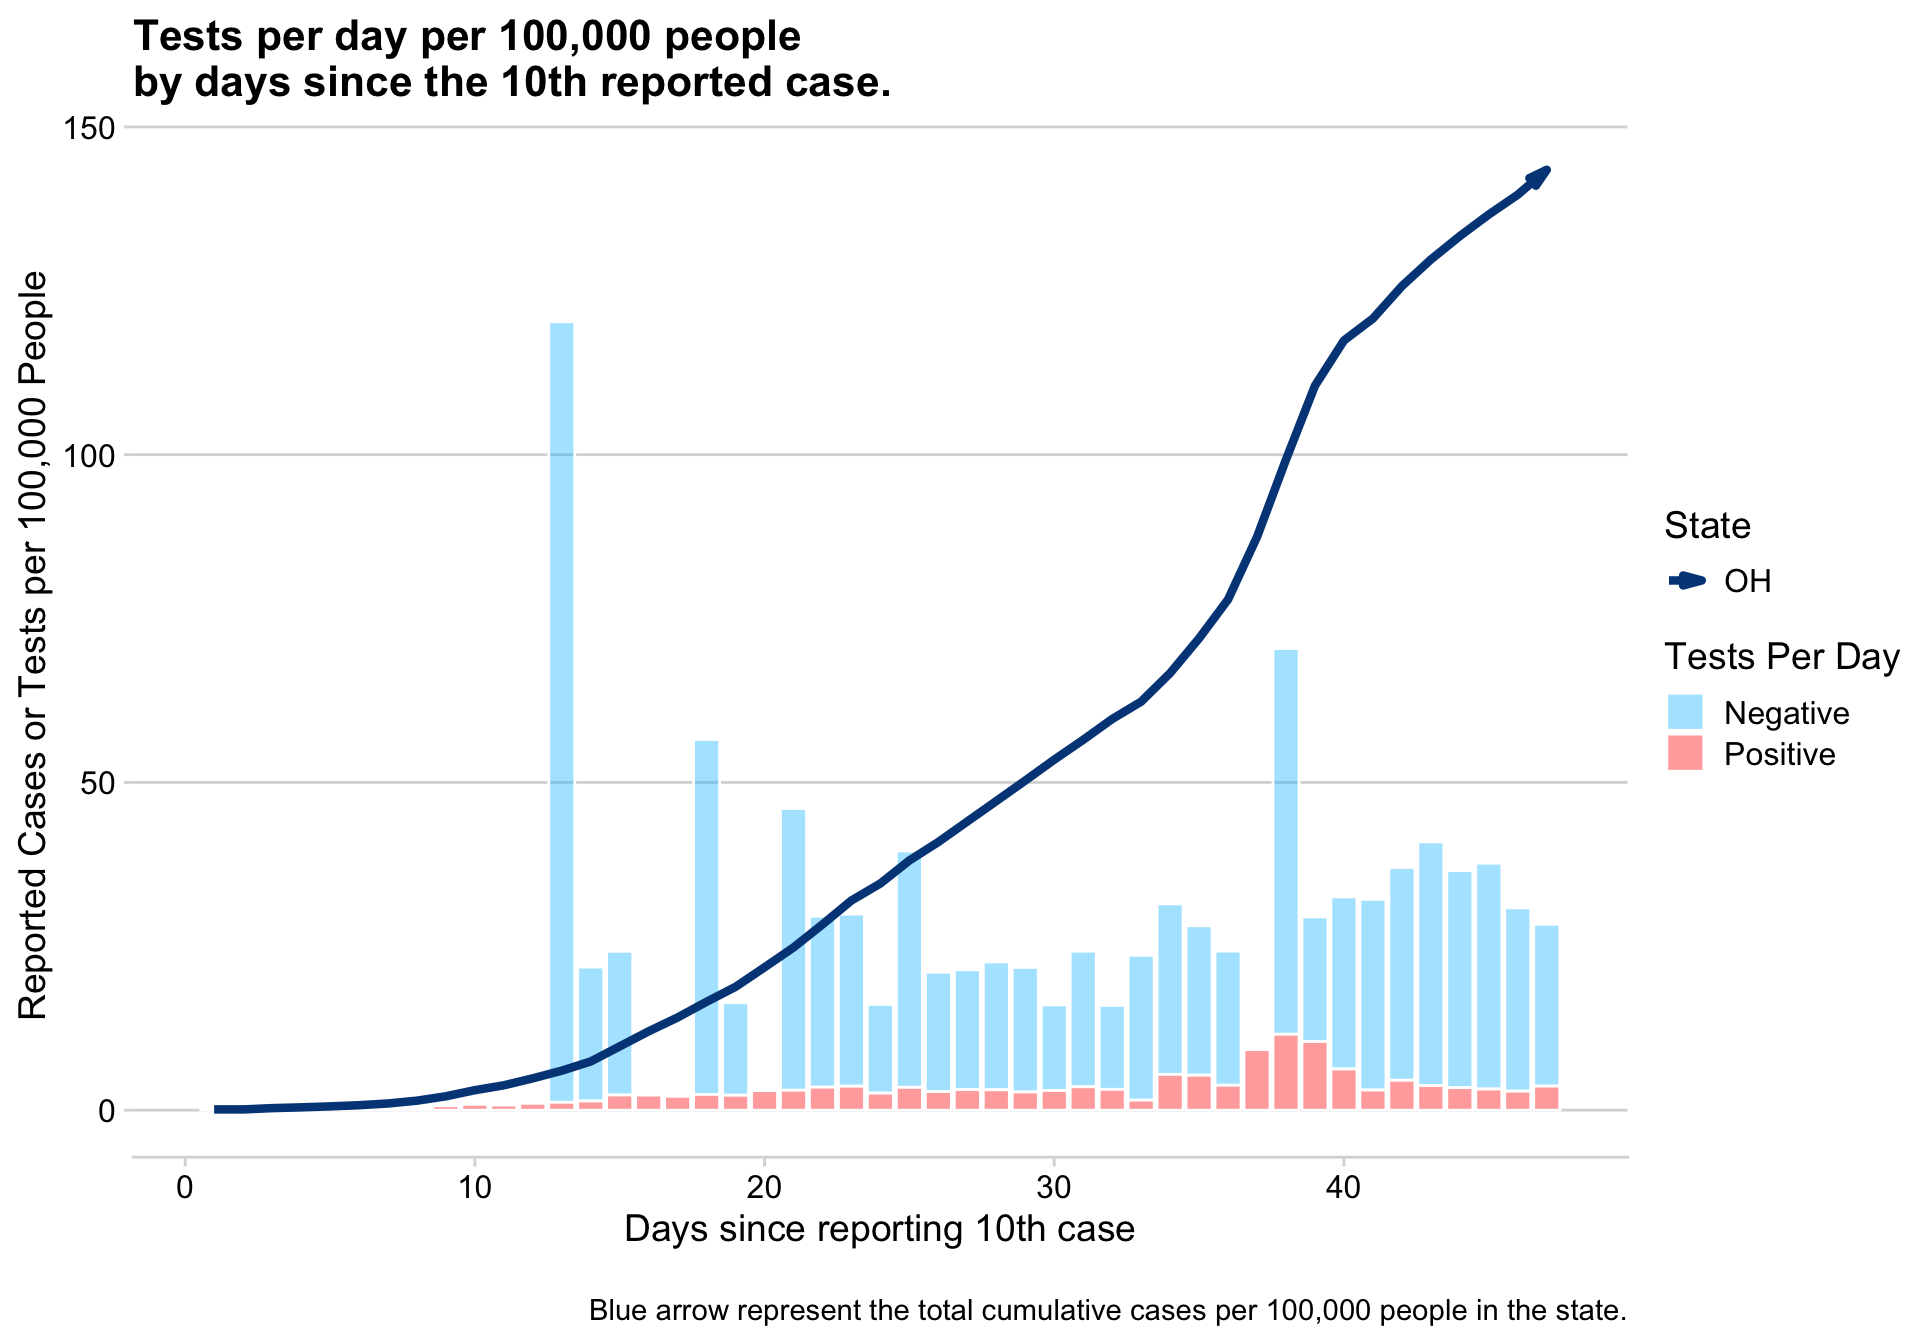 Tests per day per 100,000 people
by days since the 10th reported case.
Reported Cases or Tests per 100,000 People
150
100
50
0
0 10 20 30 40
Days since reporting 10th case
State
OH
Tests Per Day
Negative
Positive
Blue arrow represent the total cumulative cases per 100,000 people in the state.